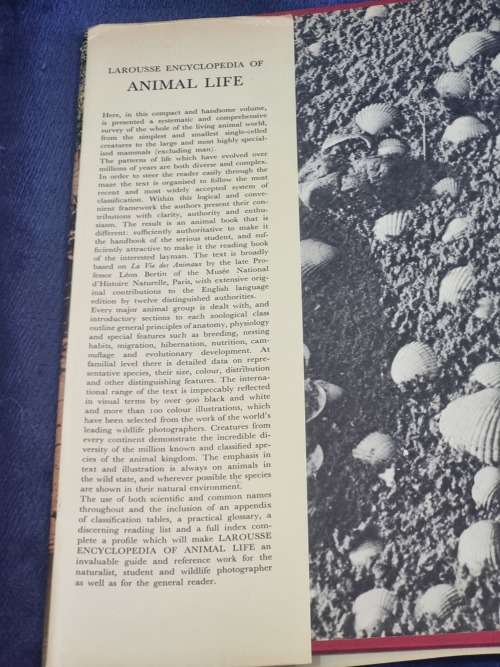 LAROUSSE ENCYCLOPEDIA OF
ANIMAL LIFE
Here, in this compact and handsome volume,
is presented a systematic and comprehensive
survey of the whole of the living animal world,
from the simplest and smallest single-celled
creatures to the large and most highly special-
ised mammals (excluding man).
The patterns of life which have evolved over
millions of years are both diverse and complex.
In order to steer the reader easily through the
maze the text is organised to follow the most
recent and most widely accepted system of
classification. Within this logical and conve-
nient framework the authors present their con-
tributions with clarity, authority and enthu-
siasm. The result is an animal book that is
different: sufficiently authoritative to make it
the handbook of the serious student, and suf-
ficiently attractive to make it the reading book
of the interested layman. The text is broadly
based on La Vie des Animaux by the late Pro-
fessor Léon Bertin of the Musée National
d'Histoire Naturelle, Paris, with extensive orig-
inal contributions to the English language
edition by twelve distinguished authorities.
Every major animal group is dealt with, and
introductory sections to each zoological class
outline general principles of anatomy, physiology
and special features such as breeding, nesting
habits, migration, hibernation, nutrition, cam-
ouflage and evolutionary development. At
familial level there is detailed data on repre-
sentative species, their size, colour, distribution
and other distinguishing features. The interna-
tional range of the text is impeccably reflected
in visual terms by over 900 black and white
and more than 100 colour illustrations, which
have been selected from the work of the world's
leading wildlife photographers. Creatures from
every continent demonstrate the incredible di-
versity of the million known and classified spe-
cies of the animal kingdom. The emphasis in
text and illustration is always on animals in
the wild state, and wherever possible the species
are shown in their natural environment.
The use of both scientific and common names
throughout and the inclusion of an appendix
of classification tables, a practical glossary, a
discerning reading list and a full index com-
plete a profile which will make LAROUSSE
ENCYCLOPEDIA OF ANIMAL LIFE an
invaluable guide and reference work for the
naturalist, student and wildlife photographer
as well as for the general reader.